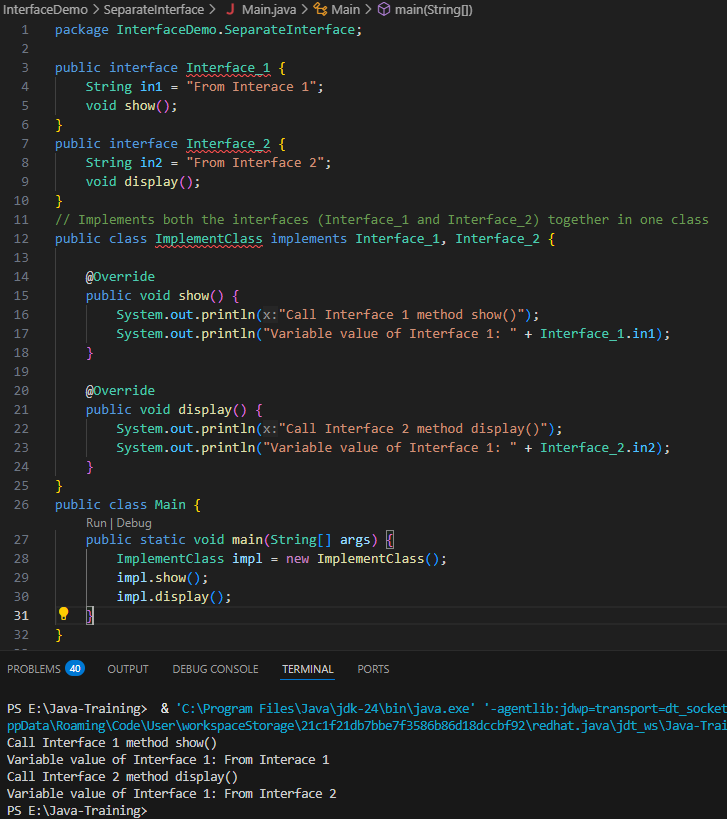 InterfaceDemo > SeparateInterface > J Main.java > Main > main(String[])
1 package InterfaceDemo.SeparateInterface;
2
3 public interface Interface_1 {
4 String in1 = "From Interace 1";
5 void show();
6 }
7 public interface Interface_2 {
8 String in2 = "From Interface 2";
9 void display();
10 }
11 // Implements both the interfaces (Interface_1 and Interface_2) together in one class
12 public class ImplementClass implements Interface_1, Interface_2 {
13
14 @Override
15 public void show() {
16 System.out.println(x:"Call Interface 1 method show()");
17 System.out.println("Variable value of Interface 1: " + Interface_1.in1);
18 }
19
20 @Override
21 public void display() {
22 System.out.println(x:"Call Interface 2 method display()");
23 System.out.println("Variable value of Interface 1: " + Interface_2.in2);
24 }
25 }
26 public class Main {
Run | Debug
27 public static void main(String[] args) {
28 ImplementClass impl = new ImplementClass();
29 impl.show();
30 impl.display();
31 }
32 }
PROBLEMS 40 OUTPUT DEBUG CONSOLE TERMINAL PORTS
PS E:\Java-Training> & 'C:\Program Files\Java\jdk-24\bin\java.exe' '-agentlib:jdwp=transport=dt_socket
ppData\Roaming\Code\User\workspaceStorage\21c1f21db7bbe7f3586b86d18dccbf92\redhat.java\jdt_ws\Java-Trai
Call Interface 1 method show()
Variable value of Interface 1: From Interace 1
Call Interface 2 method display()
Variable value of Interface 1: From Interface 2
PS E:\Java-Training>